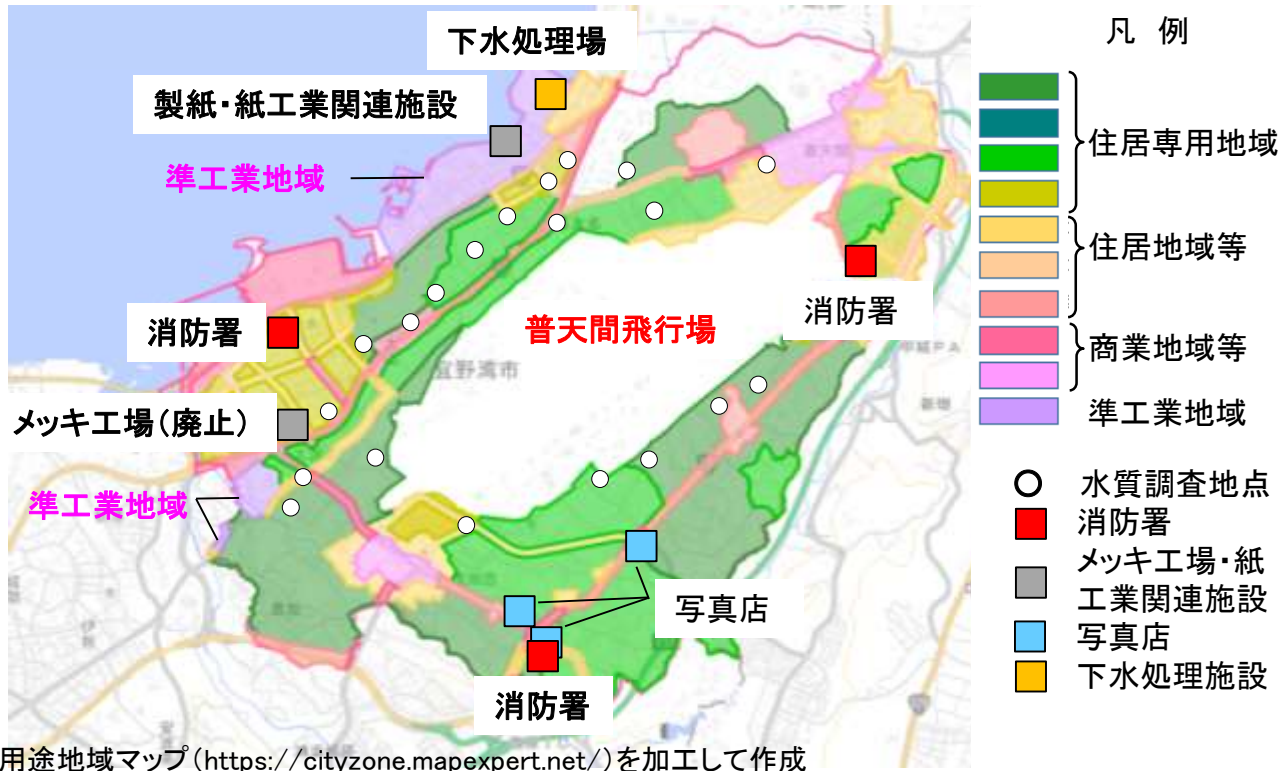 下水処理場
製紙・紙工業関連施設
準工業地域
消防署
普天間飛行場
消防署
宜野湾市
メッキ工場（廃止）
準工業地域
写真店
消防署
用途地域マップ（https://cityzone.mapexpert.net/）を加工して作成
凡 例
住居専用地域
住居地域等
商業地域等
準工業地域
水質調査地点
消防署
メッキ工場・紙
工業関連施設
写真店
下水処理施設